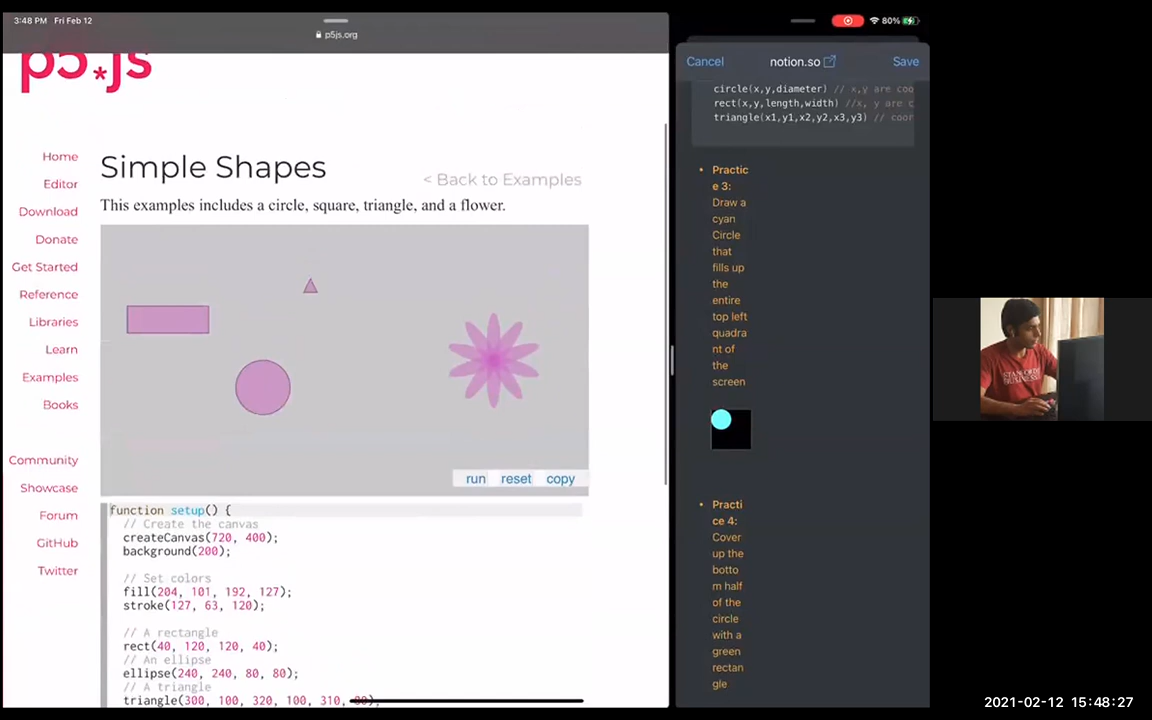 3:48 PM Fri Feb 12
p5js.org
p5.*js
Home
Editor
Download
Donate
Get Started
Reference
Libraries
Learn
Examples
Books
Community
Showcase
Forum
GitHub
Twitter
Simple Shapes
< Back to Examples
This examples includes a circle, square, triangle, and a flower.
run reset copy
function setup() {
// Create the canvas
createCanvas(720, 400);
background(200);
// Set colors
fill(204, 101, 192, 127);
stroke(127, 63, 120);
// A rectangle
rect(40, 120, 120, 40);
// An ellipse
ellipse(240, 240, 80, 80);
// A triangle
triangle(300, 100, 320, 100, 310, 80);
80%
Cancel
notion.so
Save
circle(x,y,diameter) // x,y are coo
rect(x,y,length,width) //x, y are c
triangle(x1,y1,x2,y2,x3,y3) // coor
• Practic
e 3:
Draw a
cyan
Circle
that
fills up
the
entire
top left
quadra
nt of
the
screen
• Practi
ce 4:
Cover
up the
botto
m half
of the
circle
with a
green
rectan
gle
STANFORD
BUSINESS
2021-02-12 15:48:27